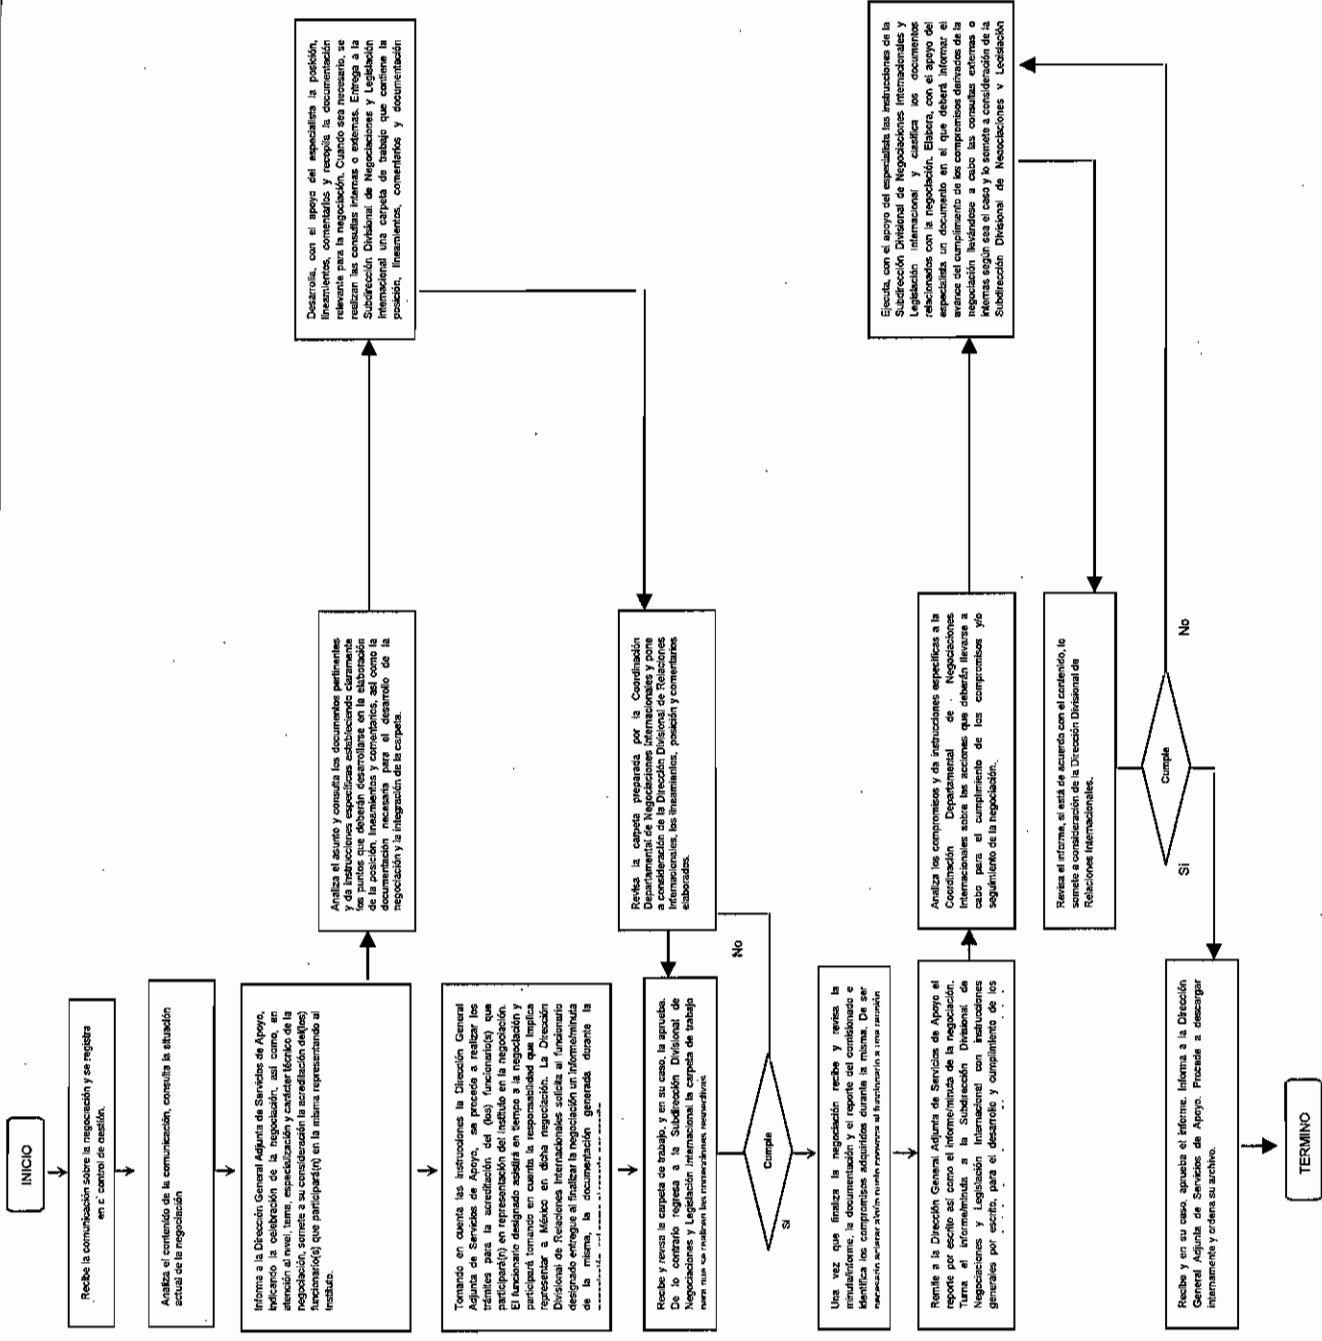 INICIO
Recibe la comunicación sobre la negociación y se registra
en control de gestión.
Analiza el contenido de la comunicación, consulta la situación
actual de la negociación
Informa a la Dirección General Adjunta de Servicios de Apoyo,
indicando la celebración de la negociación, así como, en
atención al nivel, tema, especialización y carácter técnico de la
negociación, somete a su consideración la acreditación del(los)
funcionario(s) que participará(n) en la misma representando al
Instituto.
Analiza el asunto y consulta los documentos pertinentes
y da instrucciones específicas estableciendo claramente
los puntos que deberán desarrollarse en la elaboración
de la posición, lineamientos y comentarios, así como la
documentación necesaria para el desarrollo de la
negociación y la integración de la carpeta.
Desarrolla, con el apoyo del especialista la posición,
lineamientos, comentarios y recopila la documentación
relevante para la negociación. Cuando sea necesario, se
realizan las consultas internas o externas. Entrega a la
Subdirección Divisional de Negociaciones y Legislación
Internacional una carpeta de trabajo que contiene la
posición, lineamientos, comentarios y documentación
Tomando en cuenta las instrucciones la Dirección General
Adjunta de Servicios de Apoyo, se procede a realizar los
trámites para la acreditación del (los) funcionario(s) que
participará(n) en representación del Instituto en la negociación.
El funcionario designado asistirá en tiempo a la negociación y
participará tomando en cuenta la responsabilidad que implica
representar a México en dicha negociación. La Dirección
Divisional de Relaciones Internacionales solicita al funcionario
designado entregue al finalizar la negociación un informe/minuta
de la misma, la documentación generada durante la
Revisa la carpeta preparada por la Coordinación
Departamental de Negociaciones Internacionales y pone
a consideración de la Dirección Divisional de Relaciones
Internacionales, los lineamientos, posición y comentarios
elaborados.
Recibe y revisa la carpeta de trabajo, y en su caso, la aprueba.
De lo contrario regresa a la Subdirección Divisional de
Negociaciones y Legislación Internacional la carpeta de trabajo
para que se realicen las correcciones respectivas
No
Cumple
Si
Una vez que finaliza la negociación recibe y revisa la
minuta/informe, la documentación y el reporte del comisionado e
identifica los compromisos adquiridos durante la misma. De ser
necesario aclarar algún punto convoca al funcionario a una reunión
Remite a la Dirección General Adjunta de Servicios de Apoyo el
reporte por escrito así como el informe/minuta de la negociación.
Turna el informe/minuta a la Subdirección Divisional de
Negociaciones y Legislación Internacional con instrucciones
generales por escrito, para el desarrollo y cumplimiento de los
Analiza los compromisos y da instrucciones específicas a la
Coordinación Departamental de Negociaciones
Internacionales sobre las acciones que deberán llevarse a
cabo para el cumplimiento de los compromisos y/o
seguimiento de la negociación.
Ejecuta, con el apoyo del especialista las instrucciones de la
Subdirección Divisional de Negociaciones Internacionales y
Legislación Internacional y clasifica los documentos
relacionados con la negociación. Elabora, con el apoyo del
especialista un documento en el que deberá informar el
avance del cumplimiento de los compromisos derivados de la
negociación llevándose a cabo las consultas externas o
internas según sea el caso y lo somete a consideración de la
Subdirección Divisional de Negociaciones y Legislación
Revisa el informe, si está de acuerdo con el contenido, lo
somete a consideración de la Dirección Divisional de
Relaciones Internacionales.
No
Cumple
Si
Recibe y en su caso, aprueba el informe. Informa a la Dirección
General Adjunta de Servicios de Apoyo. Procede a descargar
internamente y ordena su archivo.
TERMINO